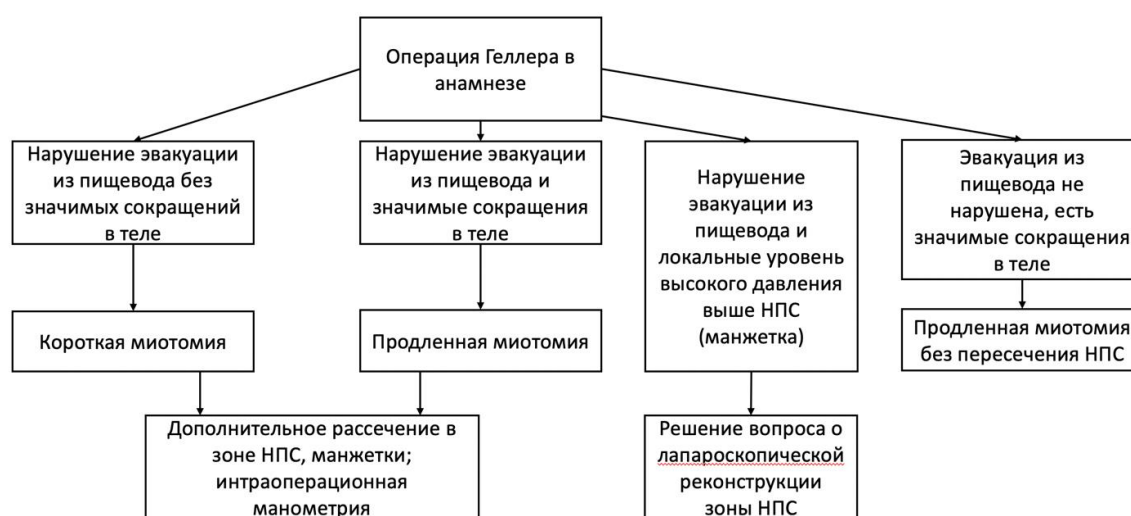 Операция Геллера в
анамнезе
Нарушение эвакуации
из пищевода без
значимых сокращений
в теле
Нарушение эвакуации
из пищевода и
значимые сокращения
в теле
Нарушение
эвакуации из
пищевода и
локальные уровень
высокого давления
выше НПС
(манжетка)
Эвакуация из
пищевода не
нарушена, есть
значимые сокращения
в теле
Короткая миотомия
Продленная миотомия
Продленная миотомия
без пересечения НПС
Дополнительное рассечение в
зоне НПС, манжетки;
интраоперационная
манометрия
Решение вопроса о
лапароскопической
реконструкции
зоны НПС